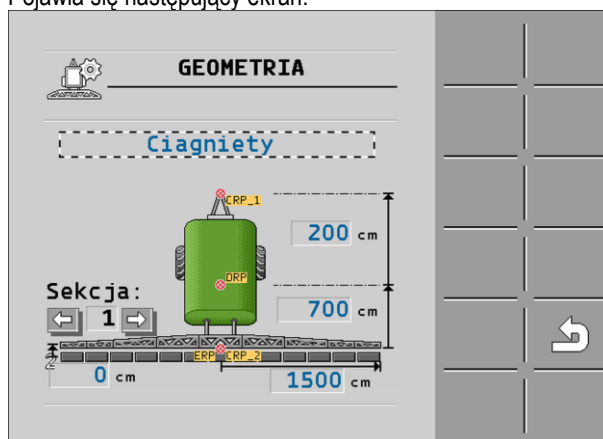 Pojawia się następujący ekran:
GEOMETRIA
Ciagniety
CRP_1
200 cm
DRP
Sekcja:
1
700 cm
ERP CRP_2
0 cm
1500 cm